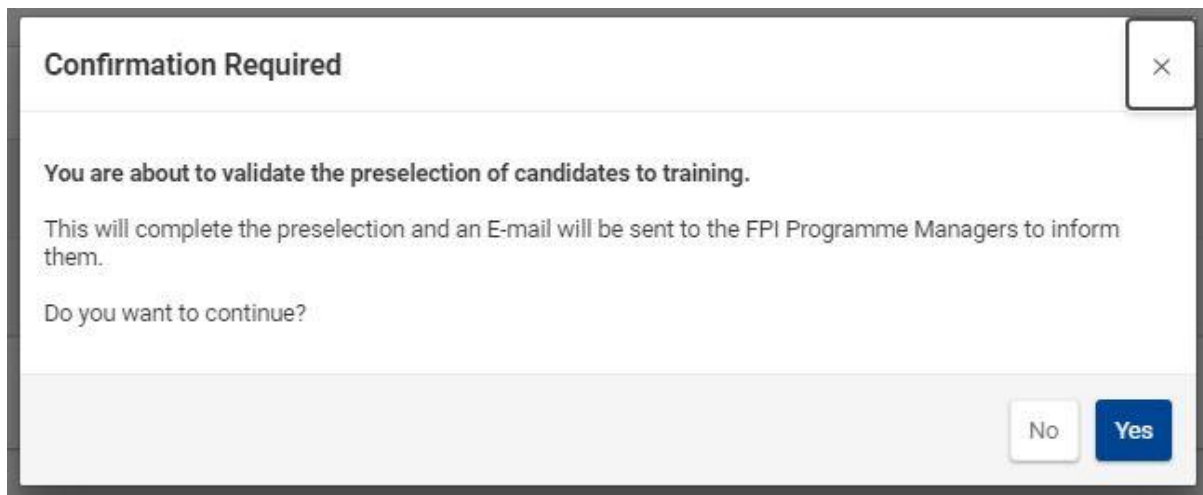 Confirmation Required
You are about to validate the preselection of candidates to training.
This will complete the preselection and an E-mail will be sent to the FPI Programme Managers to inform
them.
Do you want to continue?
No
Yes